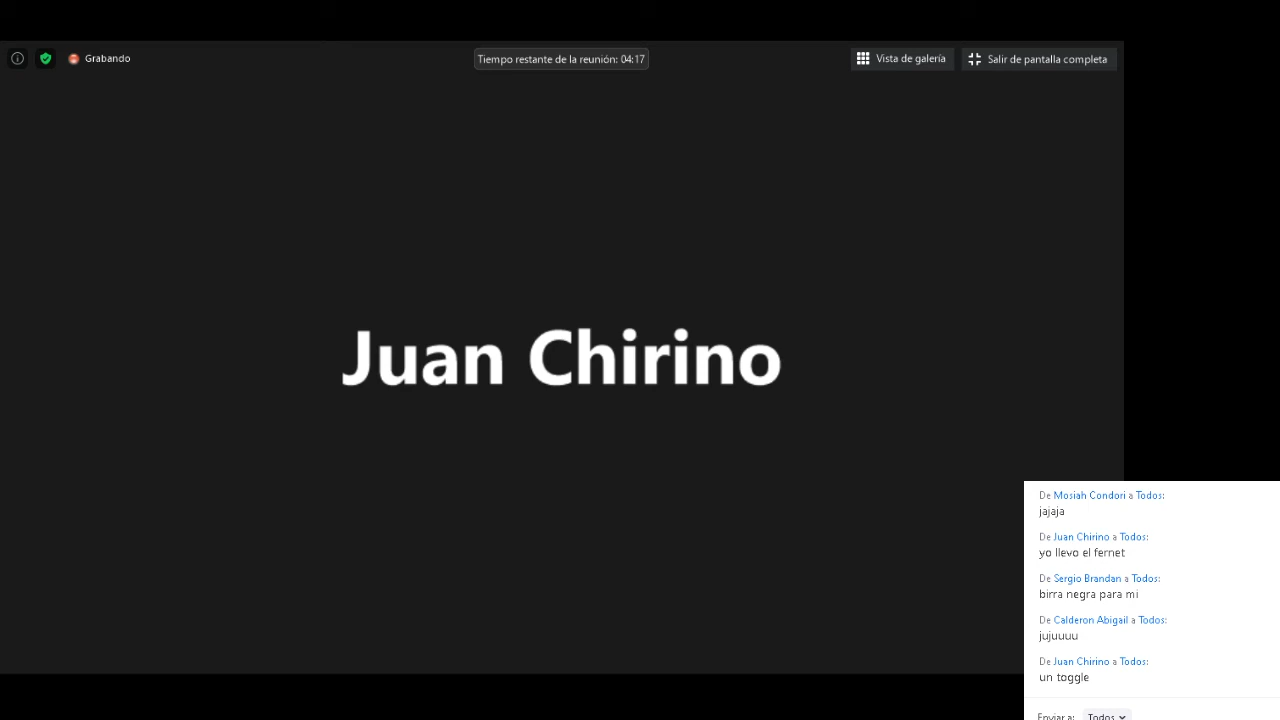 Grabando
Tiempo restante de la reunión: 04:17
Vista de galería
Salir de pantalla completa
Juan Chirino
De Mosiah Condori a Todos:
jajaja
De Juan Chirino a Todos:
yo llevo el fernet
De Sergio Brandan a Todos:
birra negra para mi
De Calderon Abigail a Todos:
jujuuuu
De Juan Chirino a Todos:
un toggle
Enviar a: Todos